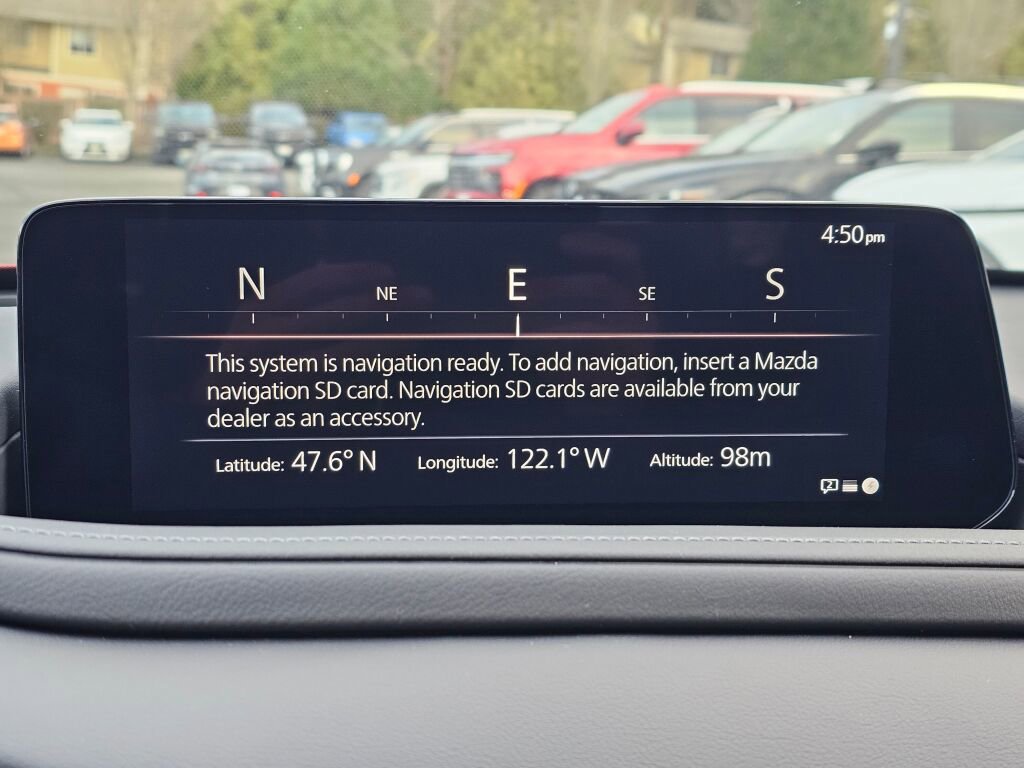 4:50pm
N NE E SE S
This system is navigation ready. To add navigation, insert a Mazda
navigation SD card. Navigation SD cards are available from your
dealer as an accessory.
Latitude: 47.6° N Longitude: 122.1° W Altitude: 98m
2